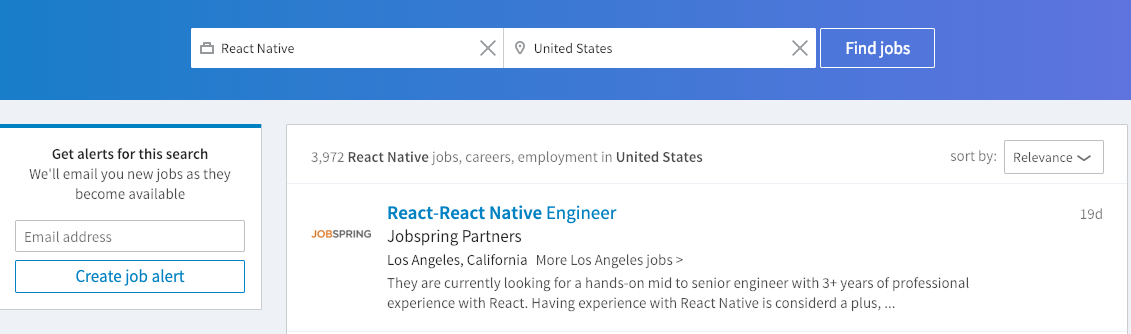 React Native
United States
Find jobs
Get alerts for this search
We'll email you new jobs as they
become available
Email address
Create job alert
3,972 React Native jobs, careers, employment in United States
sort by:
Relevance
JOBSPRING
React-React Native Engineer
19d
Jobspring Partners
Los Angeles, California More Los Angeles jobs >
They are currently looking for a hands-on mid to senior engineer with 3+ years of professional
experience with React. Having experience with React Native is considerd a plus, ...